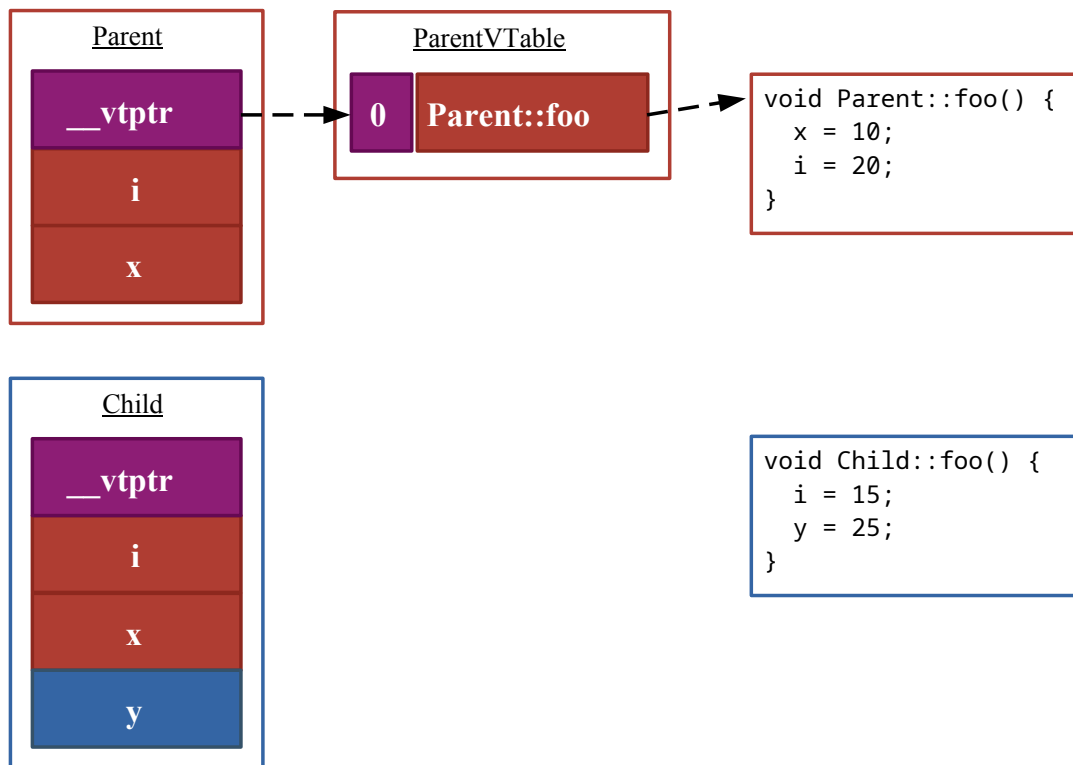 Parent
__vtptr
i
x
ParentVTable
0 Parent::foo
void Parent::foo() {
  x = 10;
  i = 20;
}
Child
__vtptr
i
x
y
void Child::foo() {
  i = 15;
  y = 25;
}